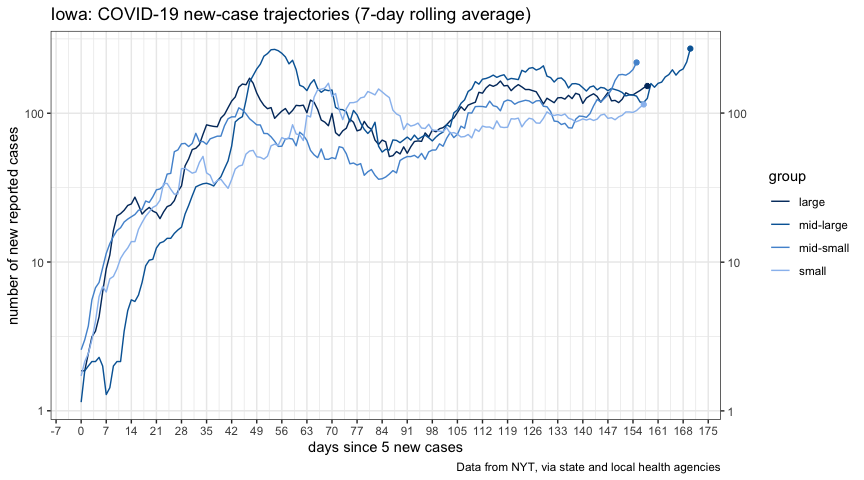 Iowa: COVID-19 new-case trajectories (7-day rolling average)
number of new reported cases
100
10
1
100
10
1
-7 0 7 14 21 28 35 42 49 56 63 70 77 84 91 98 105 112 119 126 133 140 147 154 161 168 175
days since 5 new cases
group
large
mid-large
mid-small
small
Data from NYT, via state and local health agencies